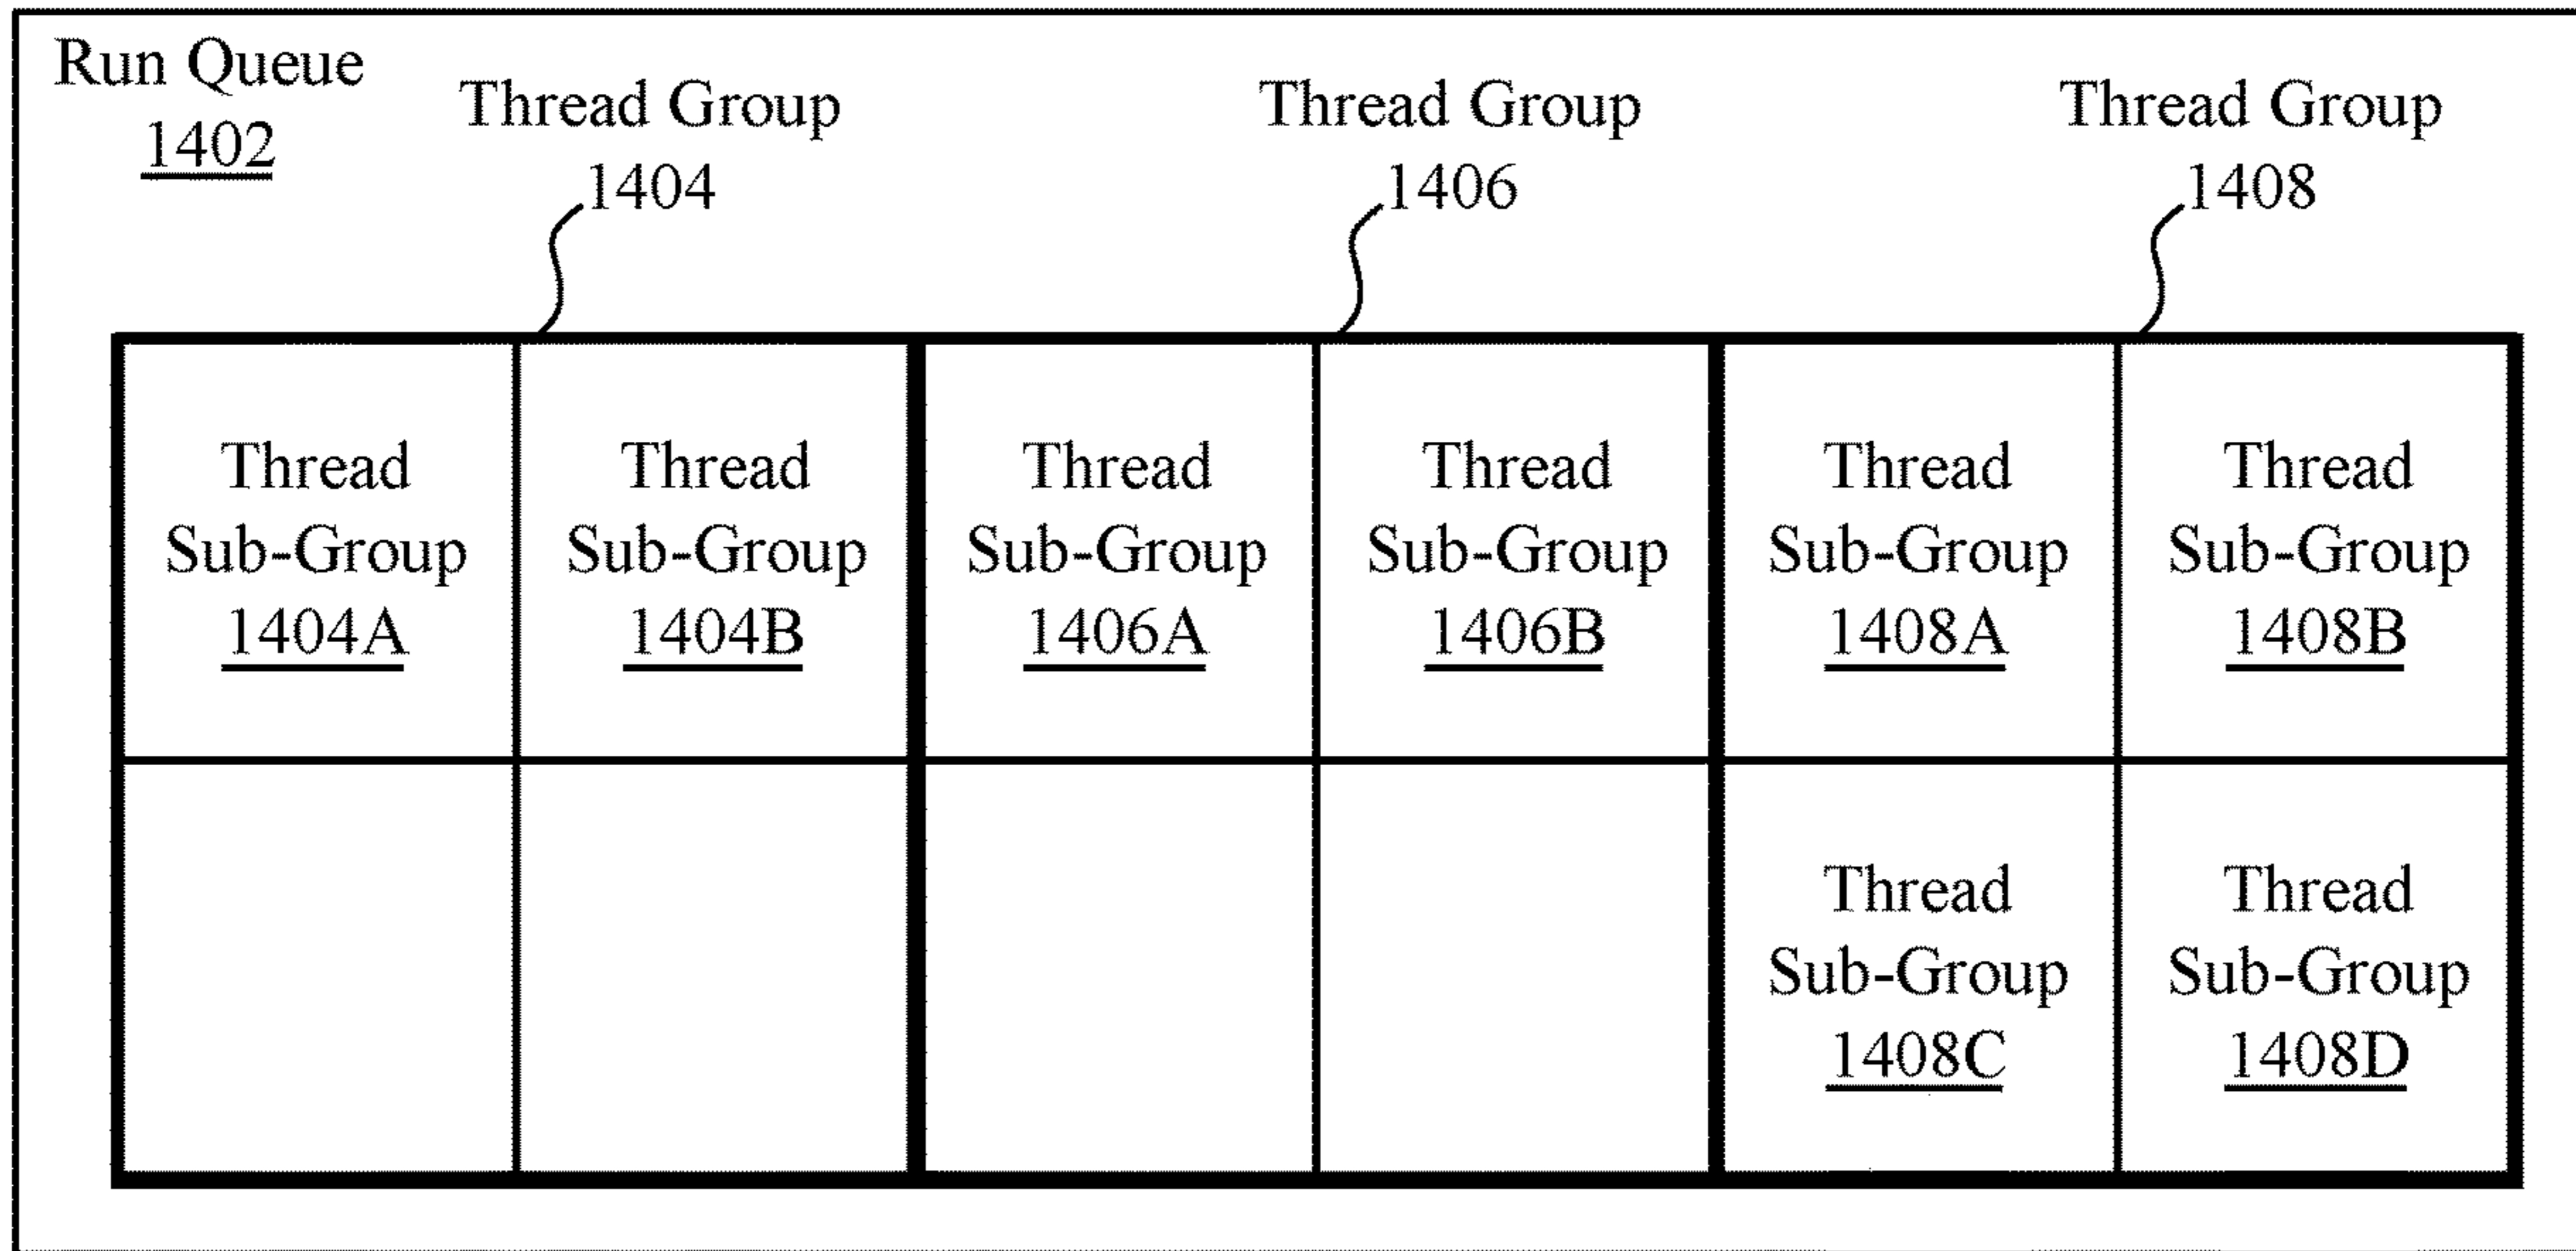 Run Queue
1402
Thread Group
1404
Thread Group
1406
Thread Group
1408
Thread
Sub-Group
1404A
Thread
Sub-Group
1404B
Thread
Sub-Group
1406A
Thread
Sub-Group
1406B
Thread
Sub-Group
1408A
Thread
Sub-Group
1408B
Thread
Sub-Group
1408C
Thread
Sub-Group
1408D